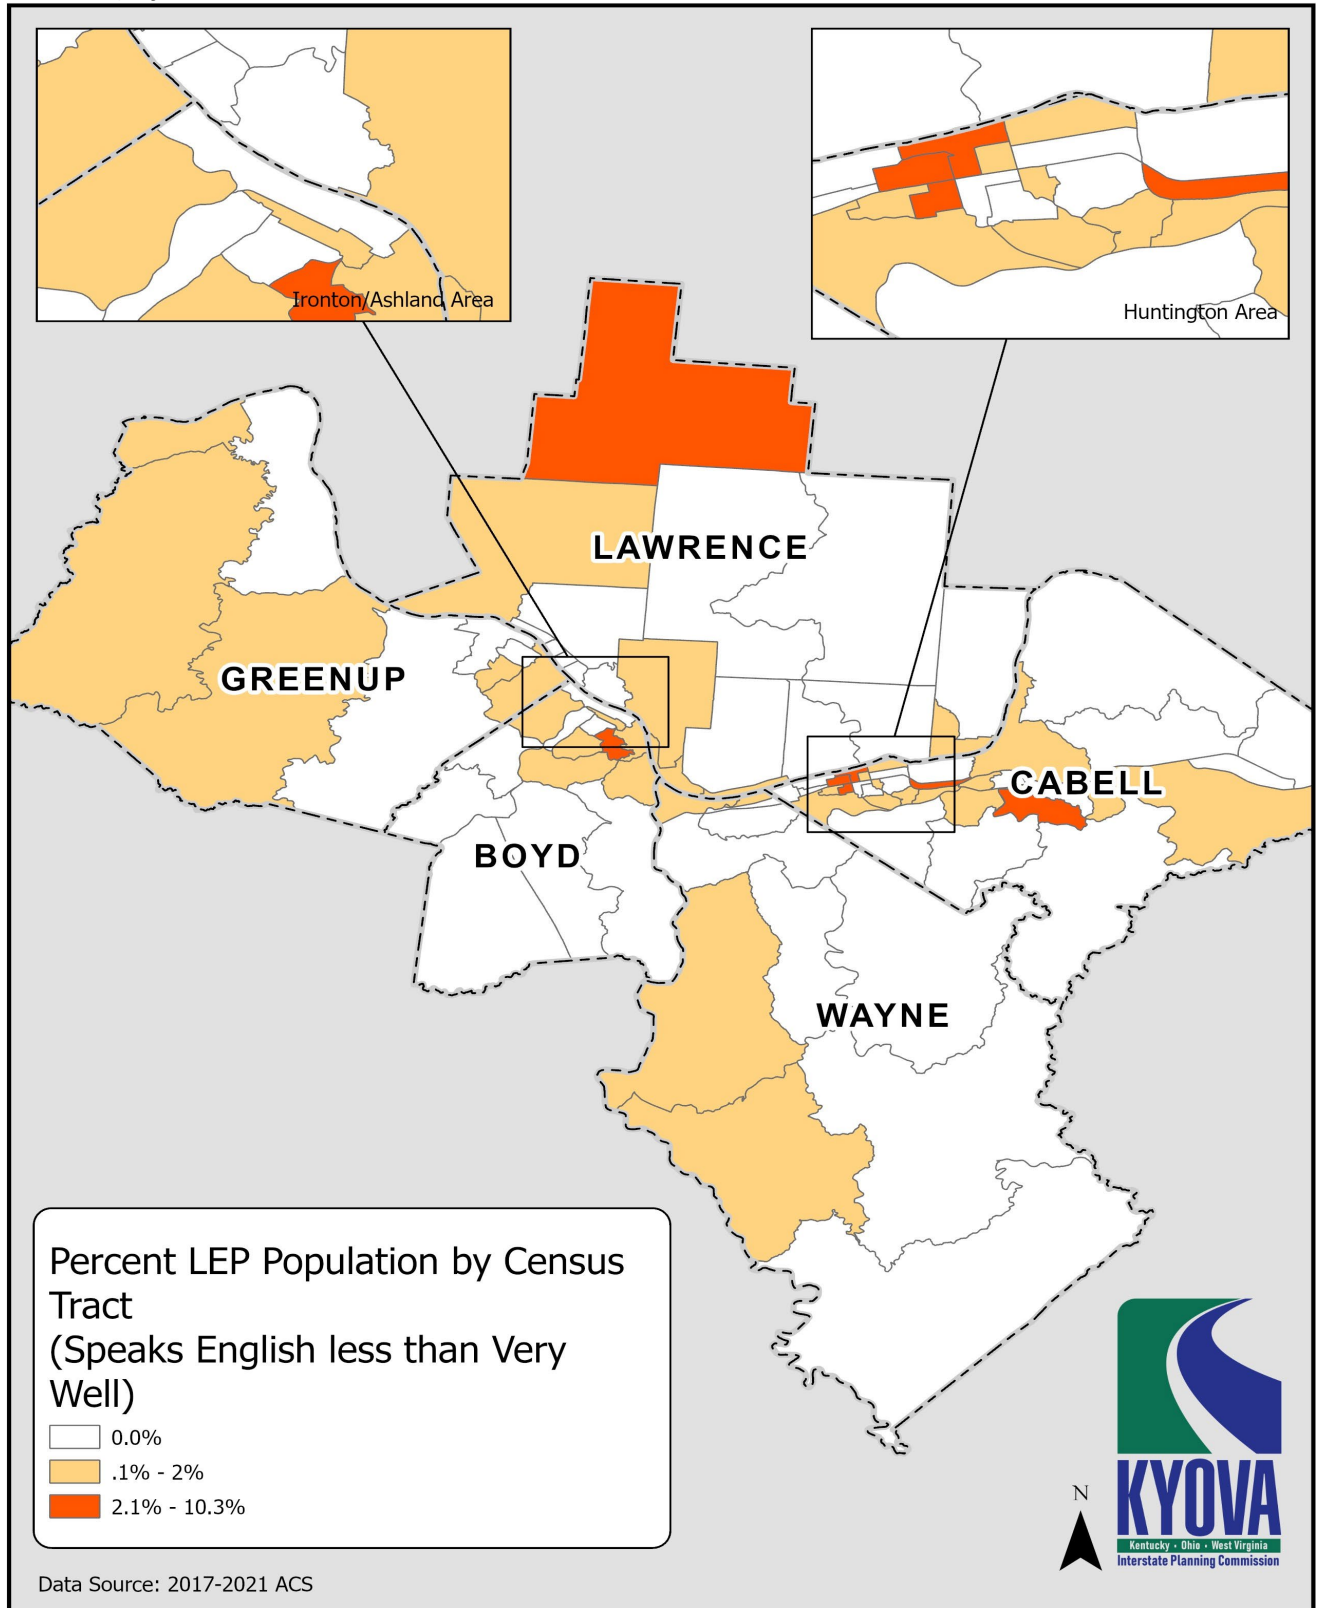 Ironton/Ashland Area
Huntington Area
LAWRENCE
GREENUP
CABELL
BOYD
WAYNE
Percent LEP Population by Census
Tract
(Speaks English less than Very
Well)
0.0%
.1% - 2%
2.1% - 10.3%
N
KYOVA
Kentucky • Ohio • West Virginia
Interstate Planning Commission
Data Source: 2017-2021 ACS